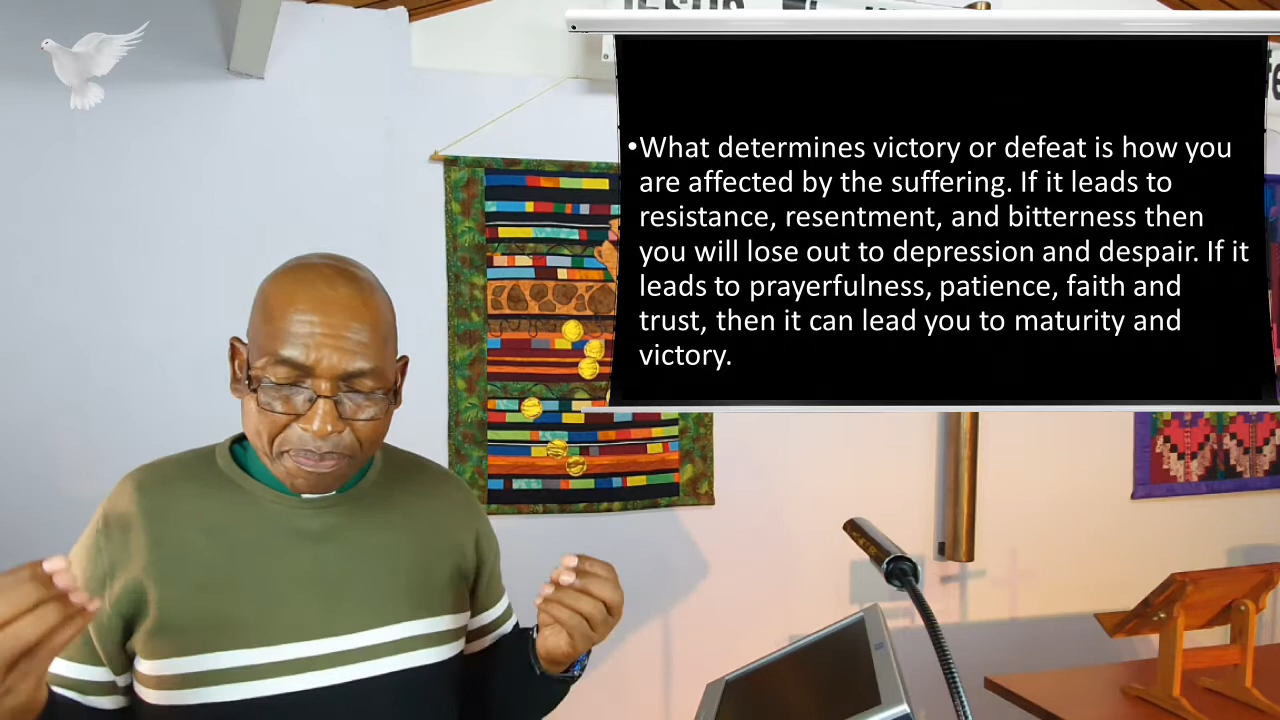 JESUS
•What determines victory or defeat is how you
are affected by the suffering. If it leads to
resistance, resentment, and bitterness then
you will lose out to depression and despair. If it
leads to prayerfulness, patience, faith and
trust, then it can lead you to maturity and
victory.